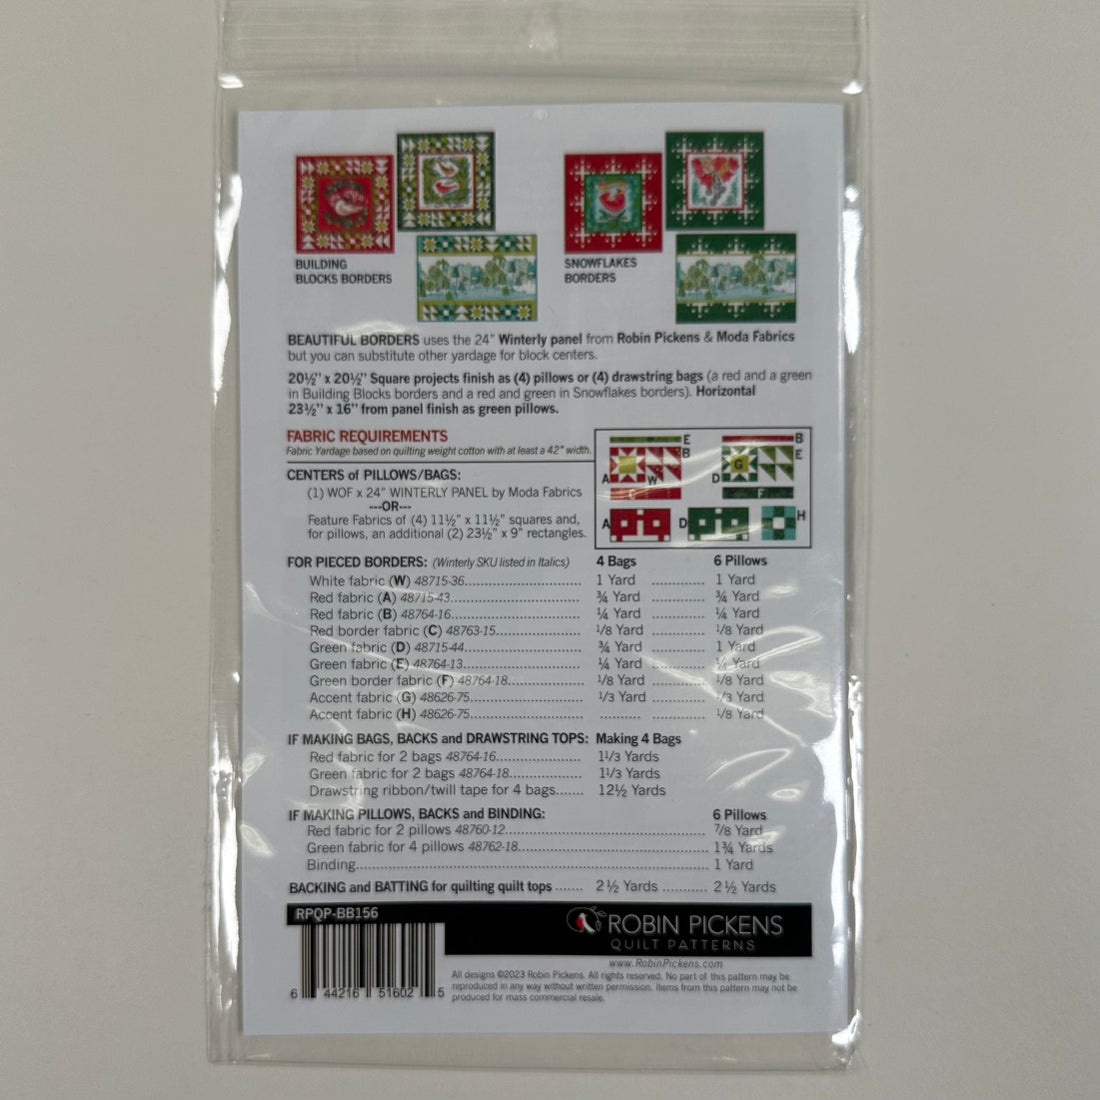 BUILDING
BLOCKS BORDERS
SNOWFLAKES
BORDERS
BEAUTIFUL BORDERS uses the 24" Winterly panel from Robin Pickens & Moda Fabrics
but you can substitute other yardage for block centers.
20½" x 20½" Square projects finish as (4) pillows or (4) drawstring bags (a red and a green
in Building Blocks borders and a red and green in Snowflakes borders). Horizontal
23½" x 16" from panel finish as green pillows.
FABRIC REQUIREMENTS
Fabric Yardage based on quilting weight cotton with at least a 42" width.
CENTERS of PILLOWS/BAGS:
(1) WOF x 24" WINTERLY PANEL by Moda Fabrics
---OR---
Feature Fabrics of (4) 11½" x 11½" squares and,
for pillows, an additional (2) 23½" x 9" rectangles.
E B A W C
B E D G F
A D H
FOR PIECED BORDERS: (Winterly SKU listed in Italics) 4 Bags 6 Pillows
White fabric (W) 48715-36 1 Yard 1 Yard
Red fabric (A) 48715-43 ¾ Yard ¾ Yard
Red fabric (B) 48764-16 ¼ Yard ¼ Yard
Red border fabric (C) 48763-15 1/8 Yard 1/8 Yard
Green fabric (D) 48715-44 ¾ Yard 1 Yard
Green fabric (E) 48764-13 ¼ Yard ¼ Yard
Green border fabric (F) 48764-18 1/8 Yard 1/8 Yard
Accent fabric (G) 48626-75 1/3 Yard 1/3 Yard
Accent fabric (H) 48626-75 1/8 Yard
IF MAKING BAGS, BACKS and DRAWSTRING TOPS: Making 4 Bags
Red fabric for 2 bags 48764-16 11/3 Yards
Green fabric for 2 bags 48764-18 11/3 Yards
Drawstring ribbon/twill tape for 4 bags 12½ Yards
IF MAKING PILLOWS, BACKS and BINDING: 6 Pillows
Red fabric for 2 pillows 48760-12 7/8 Yard
Green fabric for 4 pillows 48762-18 1¾ Yards
Binding 1 Yard
BACKING and BATTING for quilting quilt tops 2½ Yards 2½ Yards
RPQP-BB156
ROBIN PICKENS
QUILT PATTERNS
www.RobinPickens.com
6 44216 51602 5
All designs ©2023 Robin Pickens. All rights reserved. No part of this pattern may be
reproduced in any way without written permission. Items from this pattern may not be
produced for mass commercial resale.